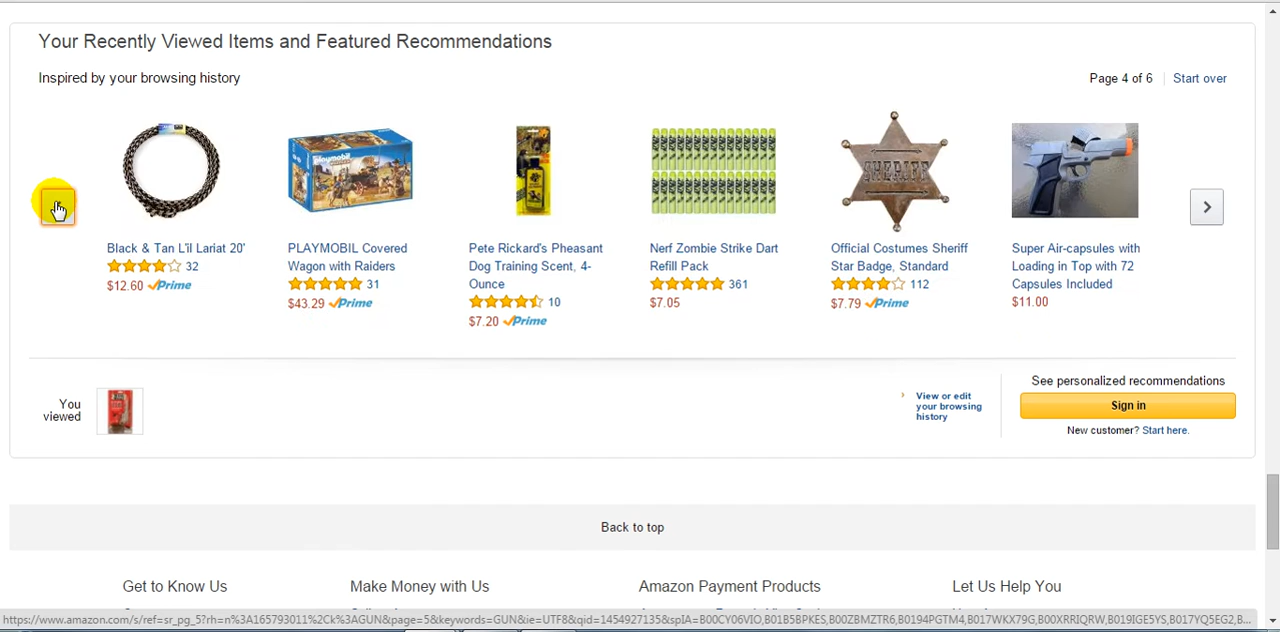 Your Recently Viewed Items and Featured Recommendations
Inspired by your browsing history
Page 4 of 6 | Start over
playmobil
SHERIFF
Black & Tan L'il Lariat 20'
32
$12.60 Prime
PLAYMOBIL Covered
Wagon with Raiders
31
$43.29 Prime
Pete Rickard's Pheasant
Dog Training Scent, 4-
Ounce
10
$7.20 Prime
Nerf Zombie Strike Dart
Refill Pack
361
$7.05
Official Costumes Sheriff
Star Badge, Standard
112
$7.79 Prime
Super Air-capsules with
Loading in Top with 72
Capsules Included
$11.00
You
viewed
View or edit
your browsing
history
See personalized recommendations
Sign in
New customer? Start here.
Back to top
Get to Know Us
Make Money with Us
Amazon Payment Products
Let Us Help You
https://www.amazon.com/s/ref=sr_pg_5?rh=n%3A165793011%2Ck%3AGUN&page=5&keywords=GUN&ie=UTF8&qid=1454927135&spIA=B00CY06VIO,B01B5BPKES,B00ZBMZTR6,B0194PGTM4,B017WKX79G,B00XRRIQRW,B019IGE5YS,B017YQ5EG2,B...